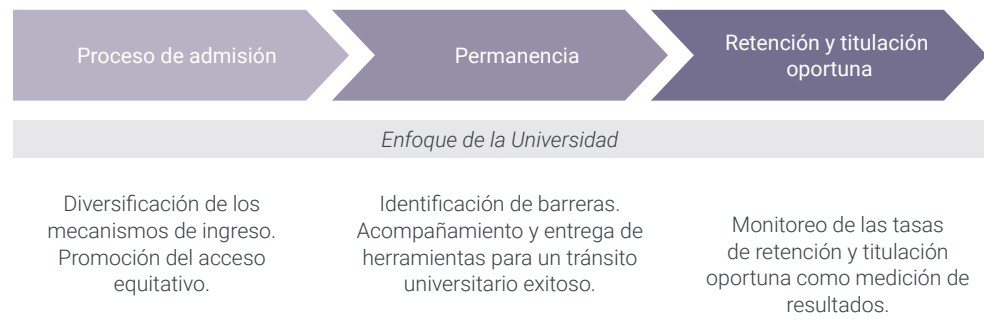 Proceso de admisión
Permanencia
Retención y titulación
oportuna
Enfoque de la Universidad
Diversificación de los
mecanismos de ingreso.
Promoción del acceso
equitativo.
Identificación de barreras.
Acompañamiento y entrega de
herramientas para un tránsito
universitario exitoso.
Monitoreo de las tasas
de retención y titulación
oportuna como medición de
resultados.